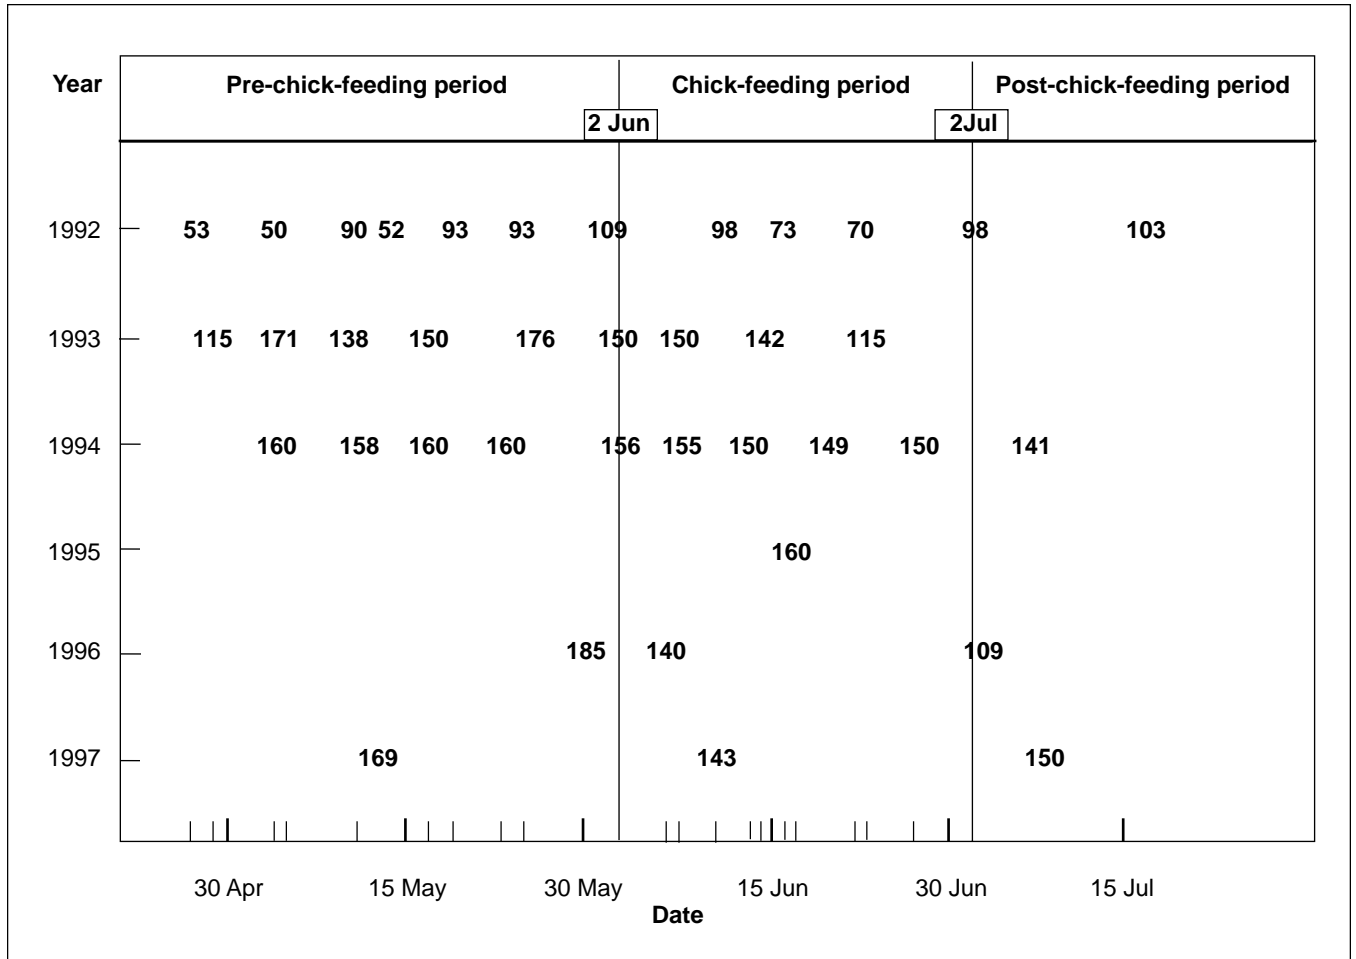 Year Pre-chick-feeding period Chick-feeding period Post-chick-feeding period
2 Jun 2Jul
1992 53 50 90 52 93 93 109 98 73 70 98 103
1993 115 171 138 150 176 150 150 142 115
1994 160 158 160 160 156 155 150 149 150 141
1995 160
1996 185 140 109
1997 169 143 150
30 Apr 15 May 30 May 15 Jun 30 Jun 15 Jul
Date